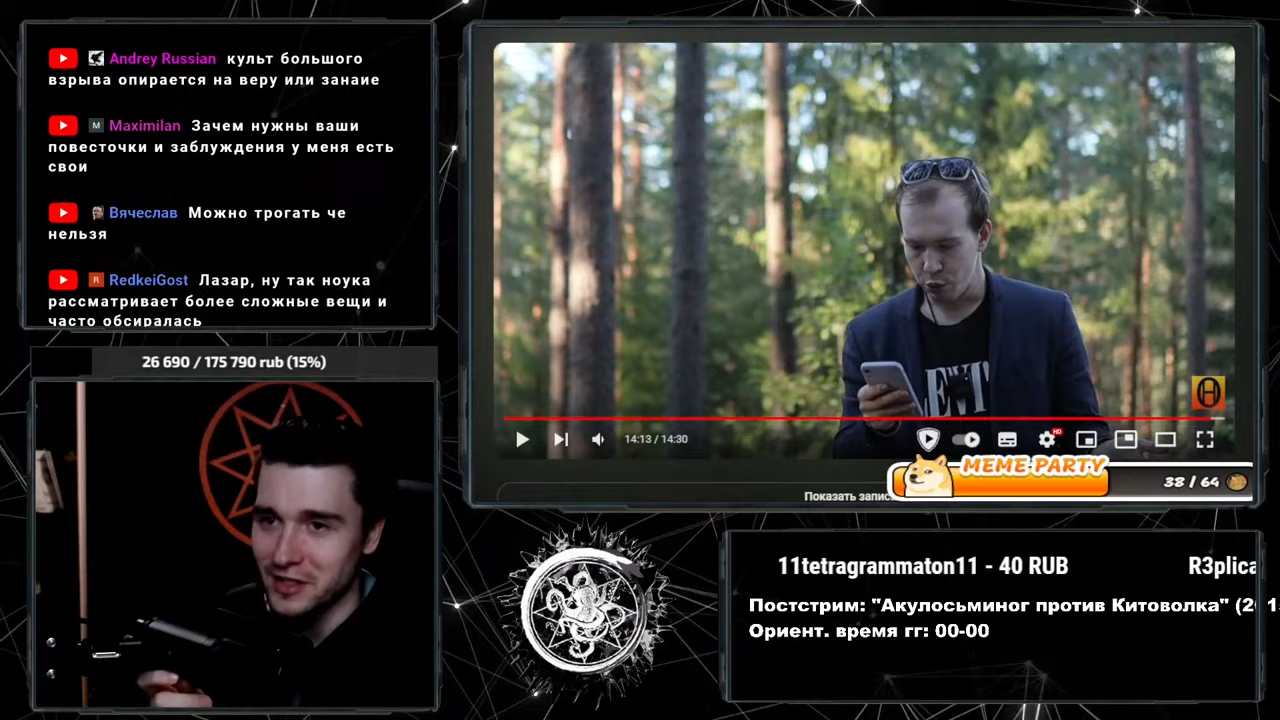 Andrey Russian культ большого
взрыва опирается на веру или занаие
M Maximilan Зачем нужны ваши
повесточки и заблуждения у меня есть
свои
Вячеслав Можно трогать че
нельзя
R RedkeiGost Лазар, ну так ноука
рассматривает более сложные вещи и
часто обсиралась
26 690 / 175 790 rub (15%)
14:13 / 14:30
HD
MEME PARTY
38 / 64
Показать запис
11tetragrammaton11 - 40 RUB R3plica
Постстрим: "Акулосьминог против Китоволка"
Ориент. время гг: 00-00